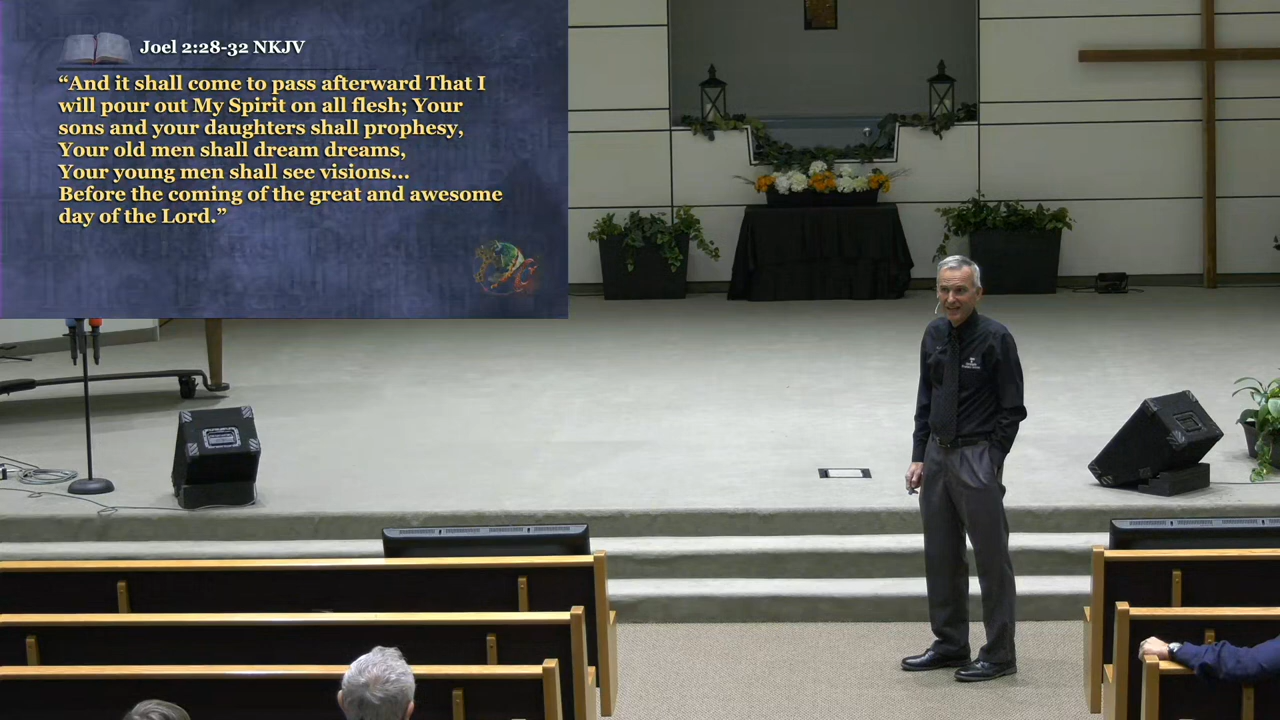 Joel 2:28-32 NKJV
“And it shall come to pass afterward That I
will pour out My Spirit on all flesh; Your
sons and your daughters shall prophesy,
Your old men shall dream dreams,
Your young men shall see visions...
Before the coming of the great and awesome
day of the Lord.”